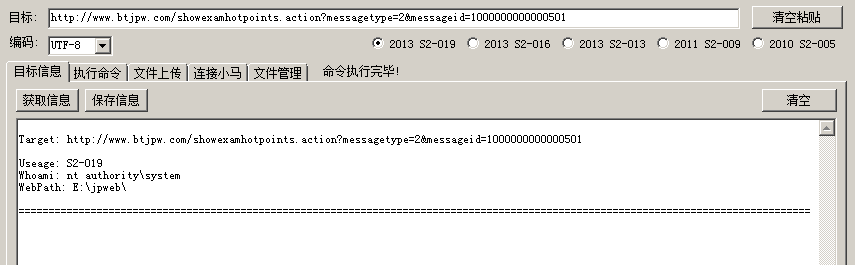 目标: http://www.btjpw.com/showexamhotpoints.action?messagetype=2&messageid=1000000000000501 清空粘贴
编码: UTF-8 2013 S2-019 2013 S2-016 2013 S2-013 2011 S2-009 2010 S2-005
目标信息 执行命令 文件上传 连接小马 文件管理 命令执行完毕!
获取信息 保存信息 清空
Target: http://www.btjpw.com/showexamhotpoints.action?messagetype=2&messageid=1000000000000501
Useage: S2-019
Whoami: nt authority\system
WebPath: E:\jpweb\
====================================================================================================================================